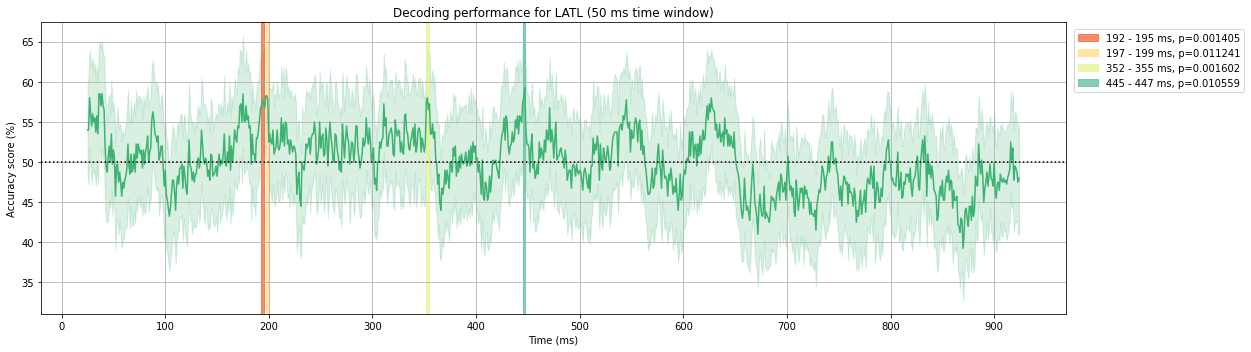 Decoding performance for LATL (50 ms time window)
Accuracy score (%)
65
60
55
50
45
40
35
0 100 200 300 400 500 600 700 800 900
Time (ms)
192 - 195 ms, p=0.001405
197 - 199 ms, p=0.011241
352 - 355 ms, p=0.001602
445 - 447 ms, p=0.010559